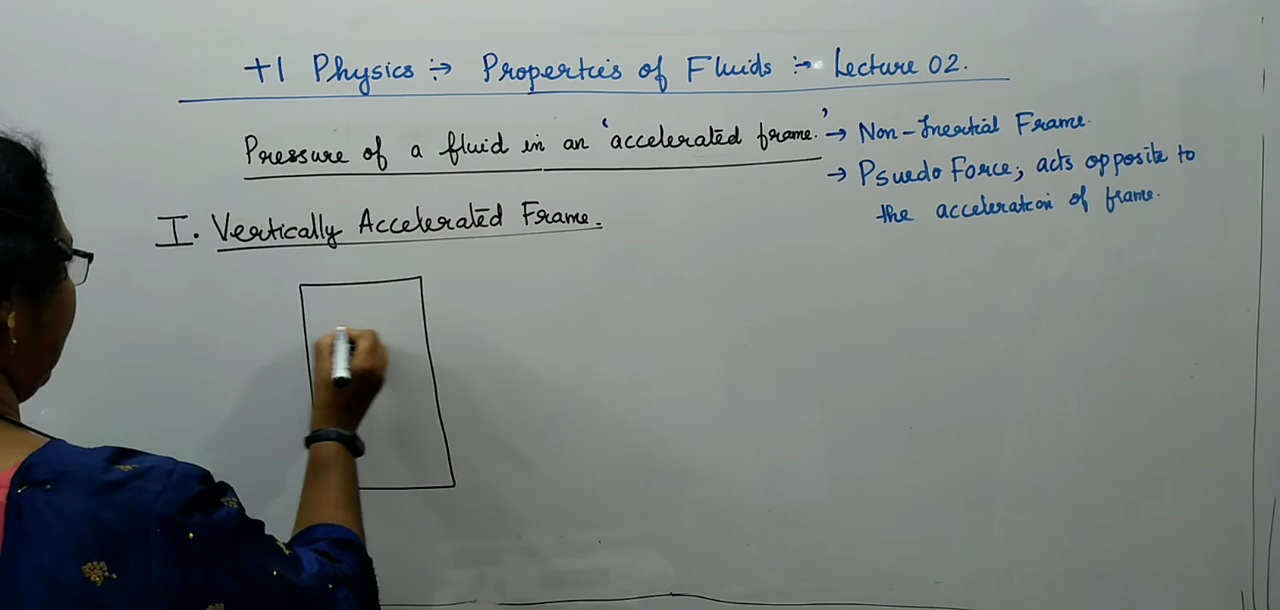 +1 Physics :→ Properties of Fluids :→ Lecture 02.
Pressure of a fluid in an 'accelerated frame.' → Non-Inertial Frame.
→ Psuedo Force; acts opposite to
the acceleration of frame.
I. Vertically Accelerated Frame.